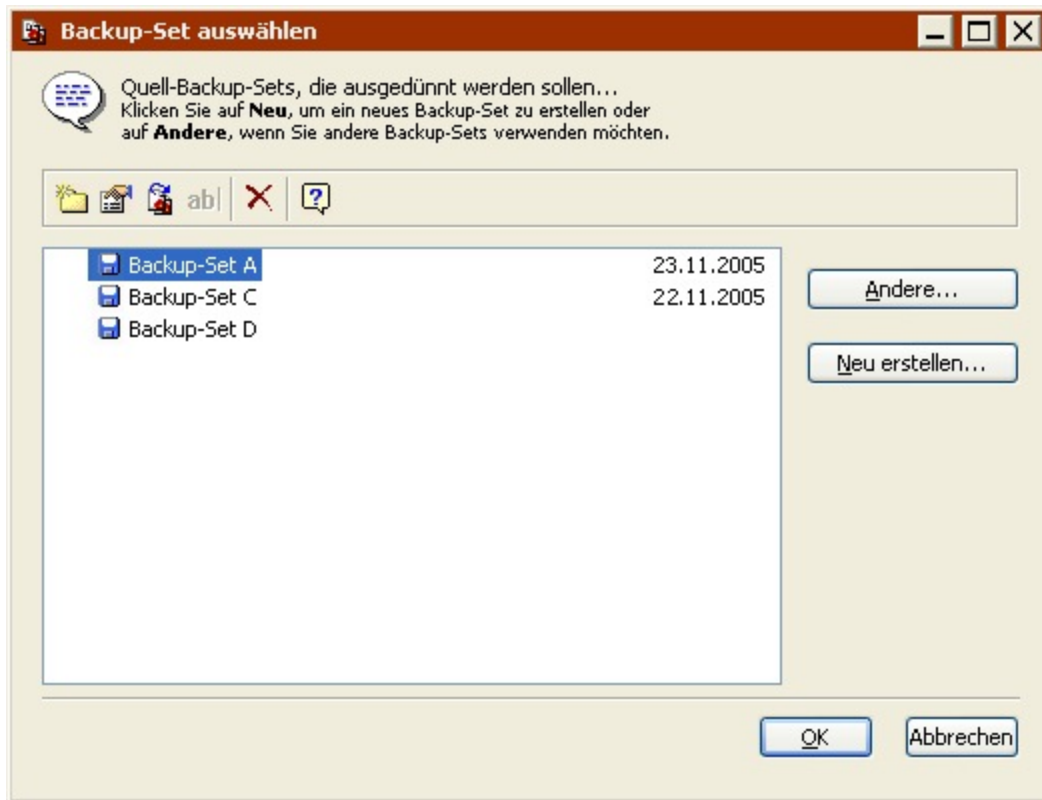 Backup-Set auswählen
Quell-Backup-Sets, die ausgedünnt werden sollen...
Klicken Sie auf Neu, um ein neues Backup-Set zu erstellen oder
auf Andere, wenn Sie andere Backup-Sets verwenden möchten.
ab|
Backup-Set A 23.11.2005
Backup-Set C 22.11.2005
Backup-Set D
Andere...
Neu erstellen...
OK
Abbrechen